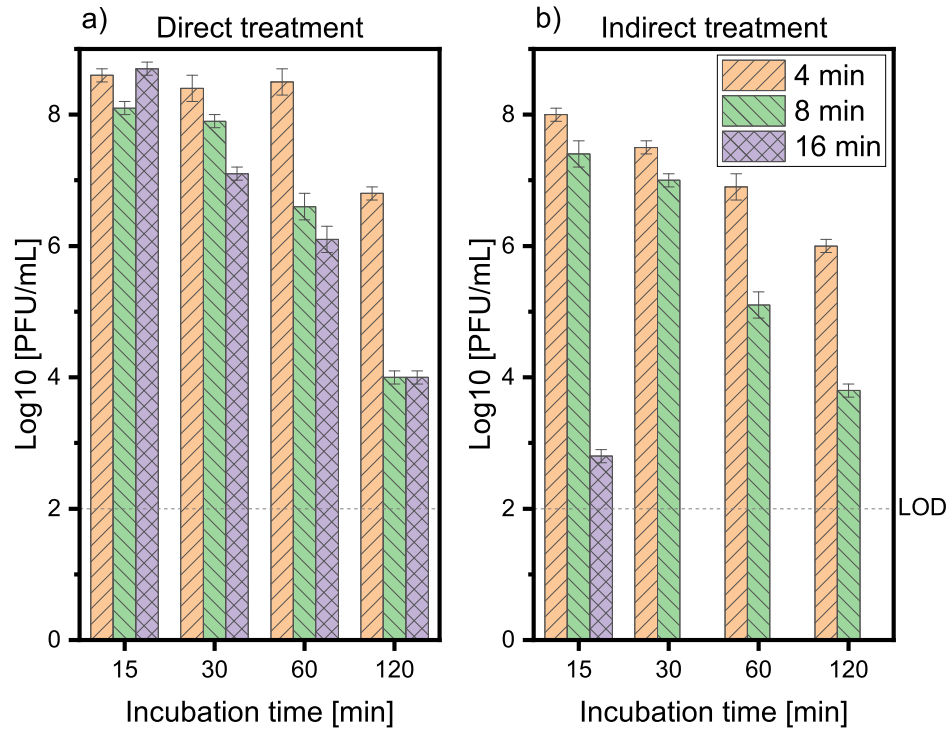 a)
Direct treatment
Log10 [PFU/mL]
8
6
4
2
0
15 30 60 120
Incubation time [min]
b)
Indirect treatment
4 min
8 min
16 min
Log10 [PFU/mL]
8
6
4
2
0
LOD
15 30 60 120
Incubation time [min]